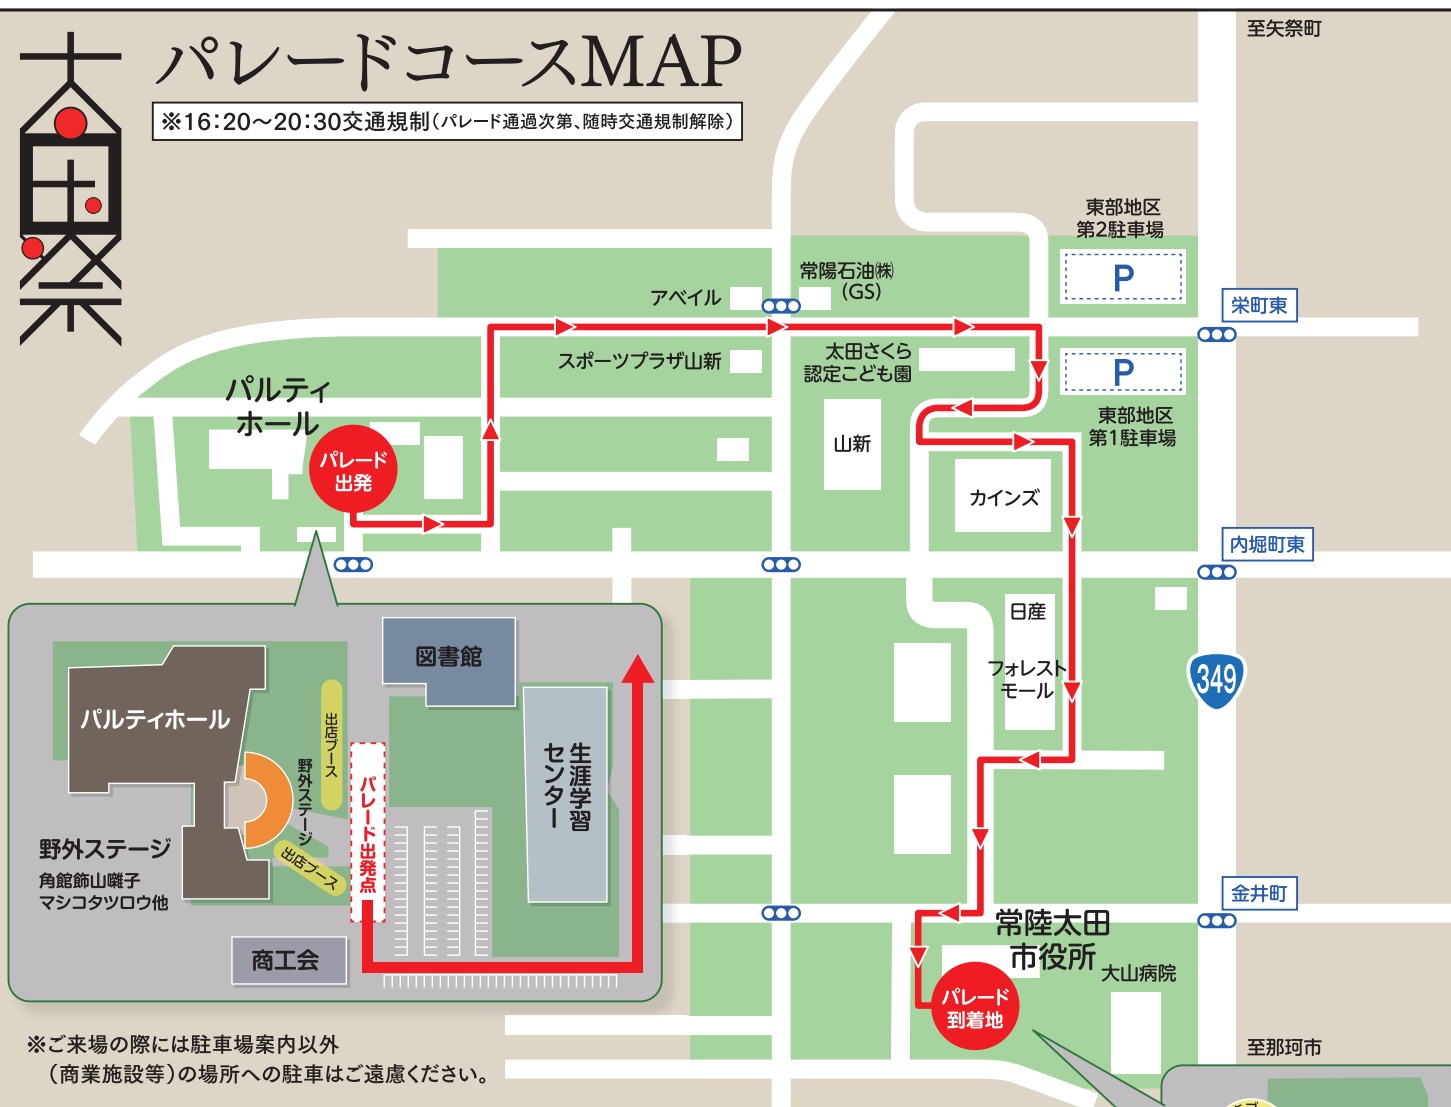 太田祭
パレードコースMAP
※16：20〜20：30交通規制（パレード通過次第、随時交通規制解除）
至矢祭町
東部地区
第2駐車場
P
栄町東
常陽石油㈱
（GS）
アベイル
スポーツプラザ山新
太田さくら
認定こども園
P
東部地区
第1駐車場
パルティ
ホール
パレード
出発
山新
カインズ
内堀町東
日産
フォレスト
モール
349
図書館
パルティホール
出店ブース
野外ステージ
生涯学習
センター
パレード出発点
出店ブース
野外ステージ
角館飾山囃子
マシコタツロウ他
商工会
金井町
常陸太田
市役所
大山病院
パレード
到着地
至那珂市
※ご来場の際には駐車場案内以外
（商業施設等）の場所への駐車はご遠慮ください。